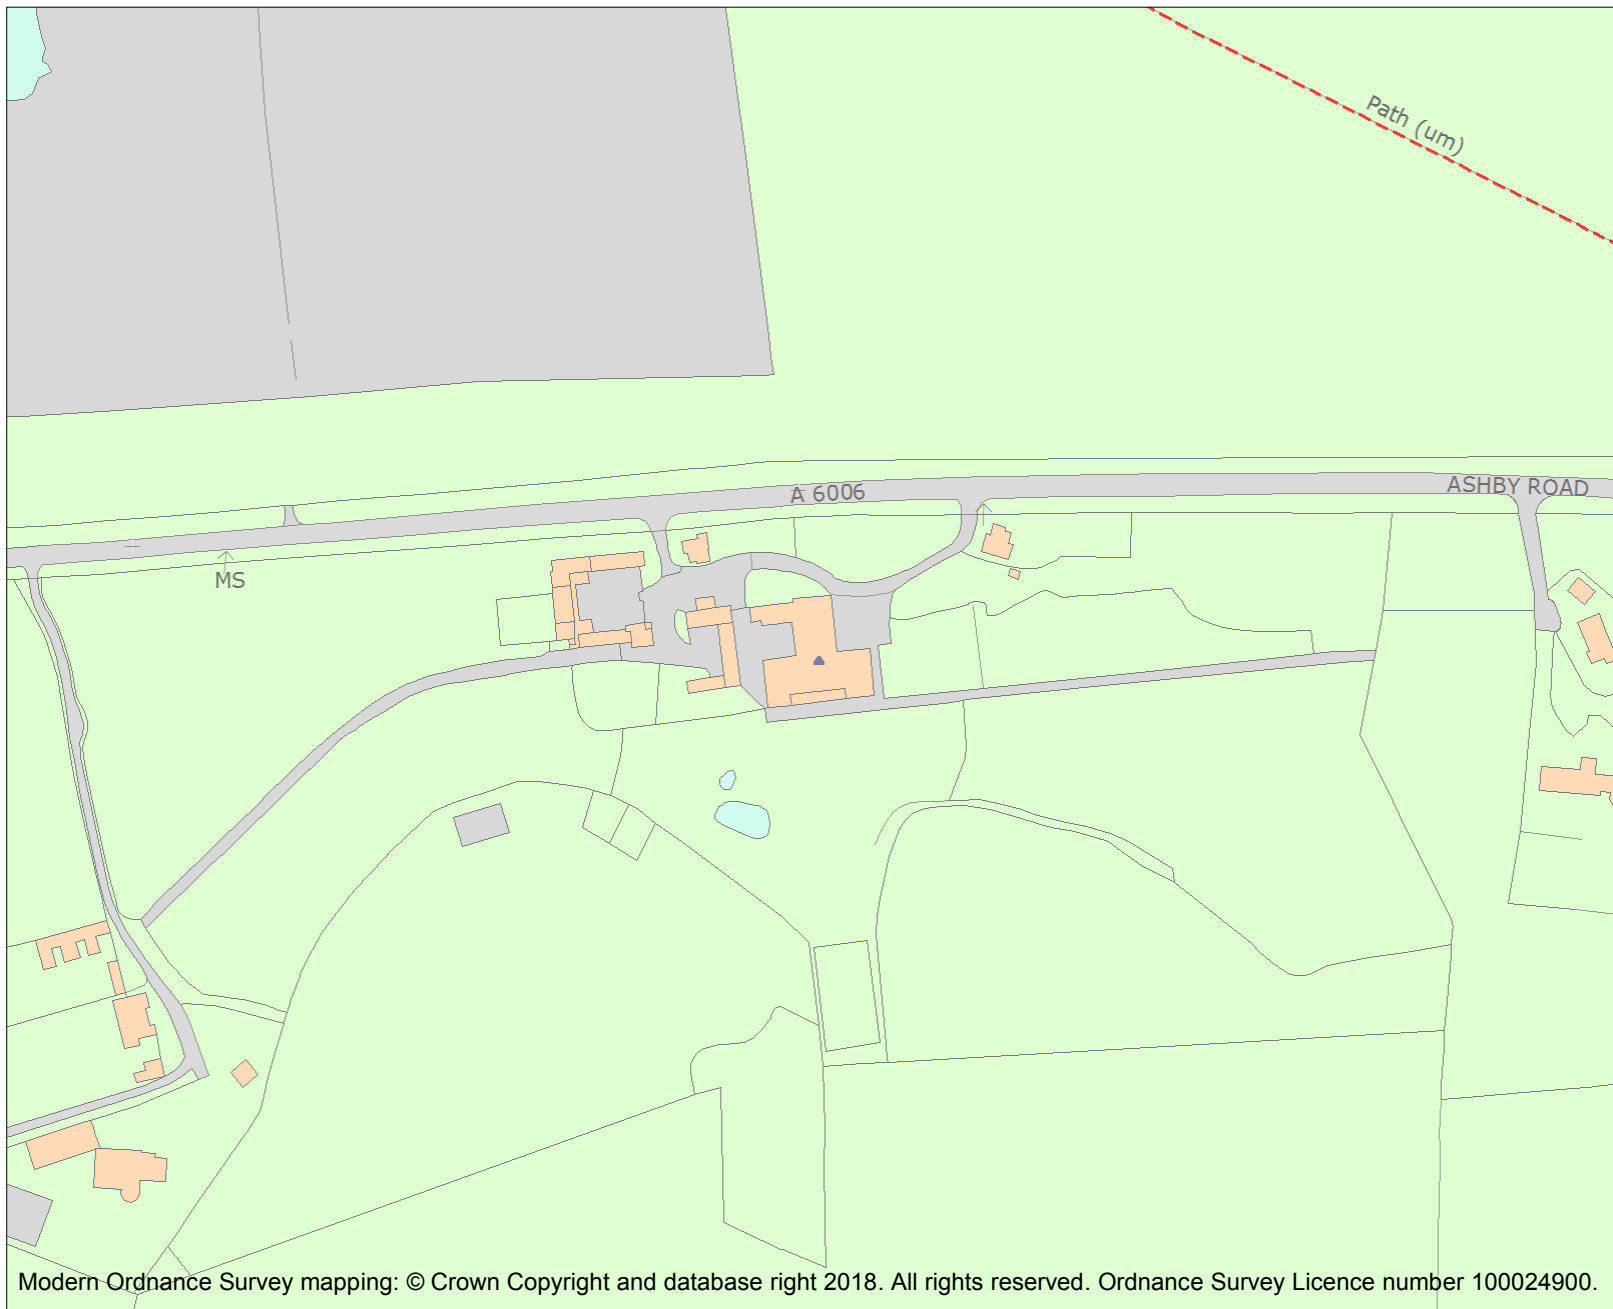 Path (um)
A 6006
ASHBY ROAD
MS
Modern Ordnance Survey mapping: © Crown Copyright and database right 2018. All rights reserved. Ordnance Survey Licence number 100024900.